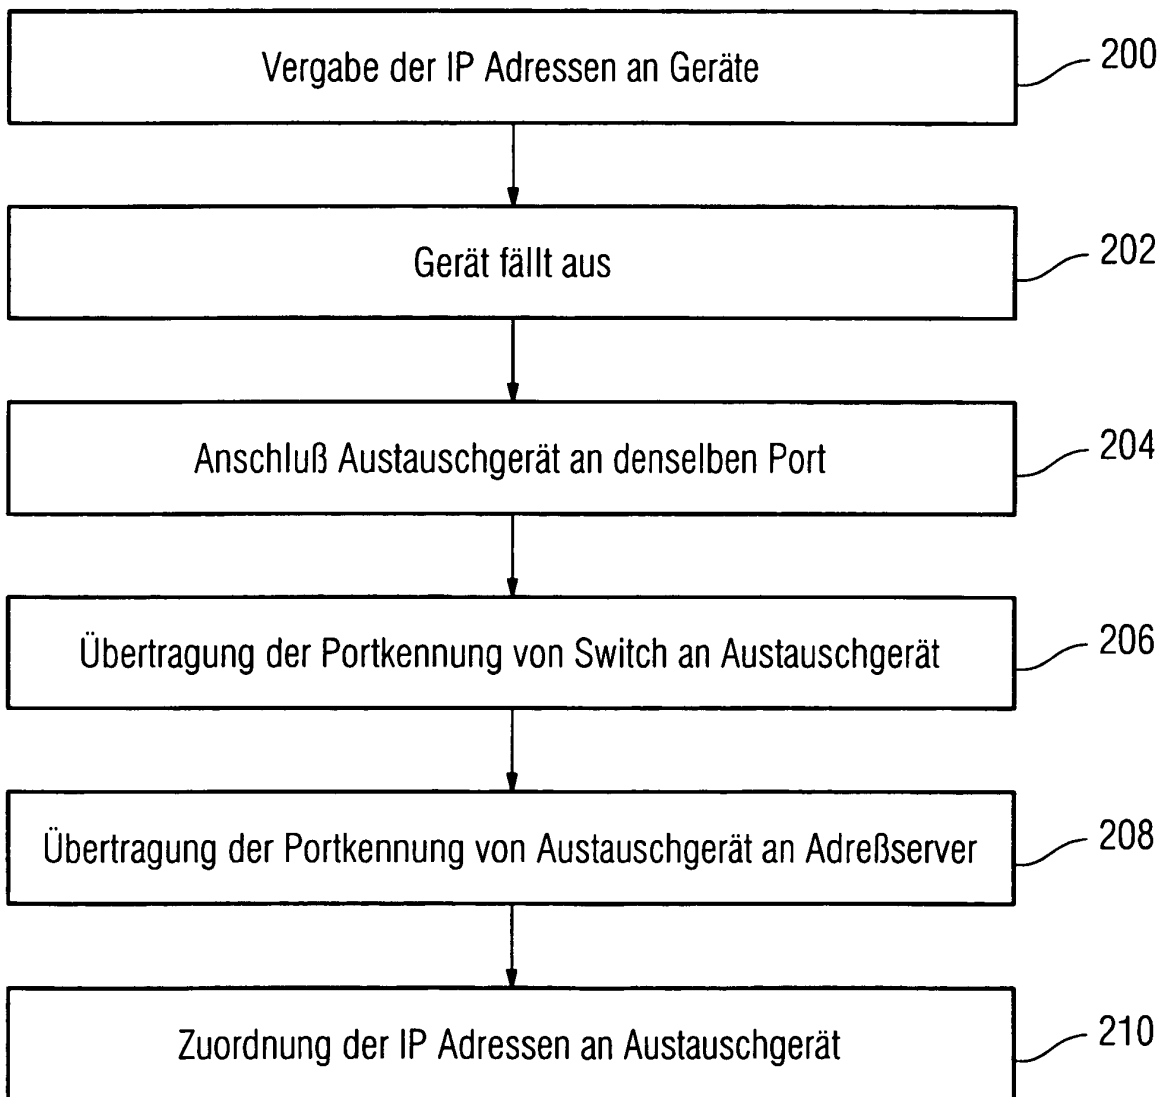 Vergabe der IP Adressen an Geräte
200
Gerät fällt aus
202
Anschluß Austauschgerät an denselben Port
204
Übertragung der Portkennung von Switch an Austauschgerät
206
Übertragung der Portkennung von Austauschgerät an Adreßserver
208
Zuordnung der IP Adressen an Austauschgerät
210